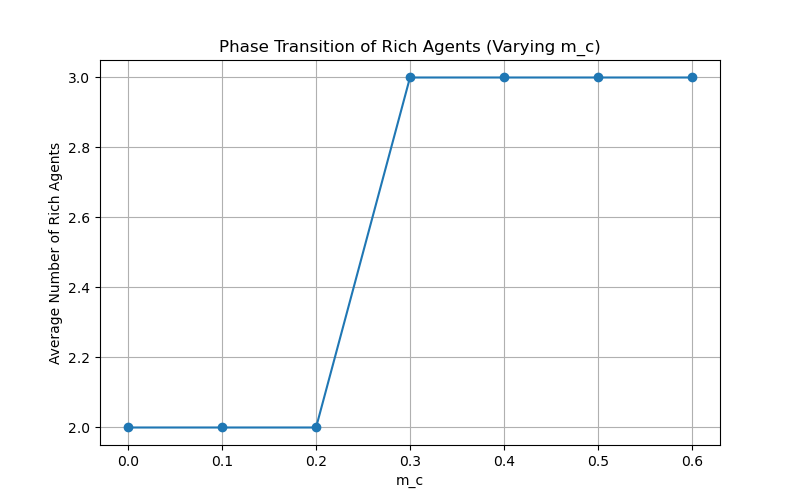 Phase Transition of Rich Agents (Varying m_c)
Average Number of Rich Agents
3.0
2.8
2.6
2.4
2.2
2.0
0.0 0.1 0.2 0.3 0.4 0.5 0.6
m_c